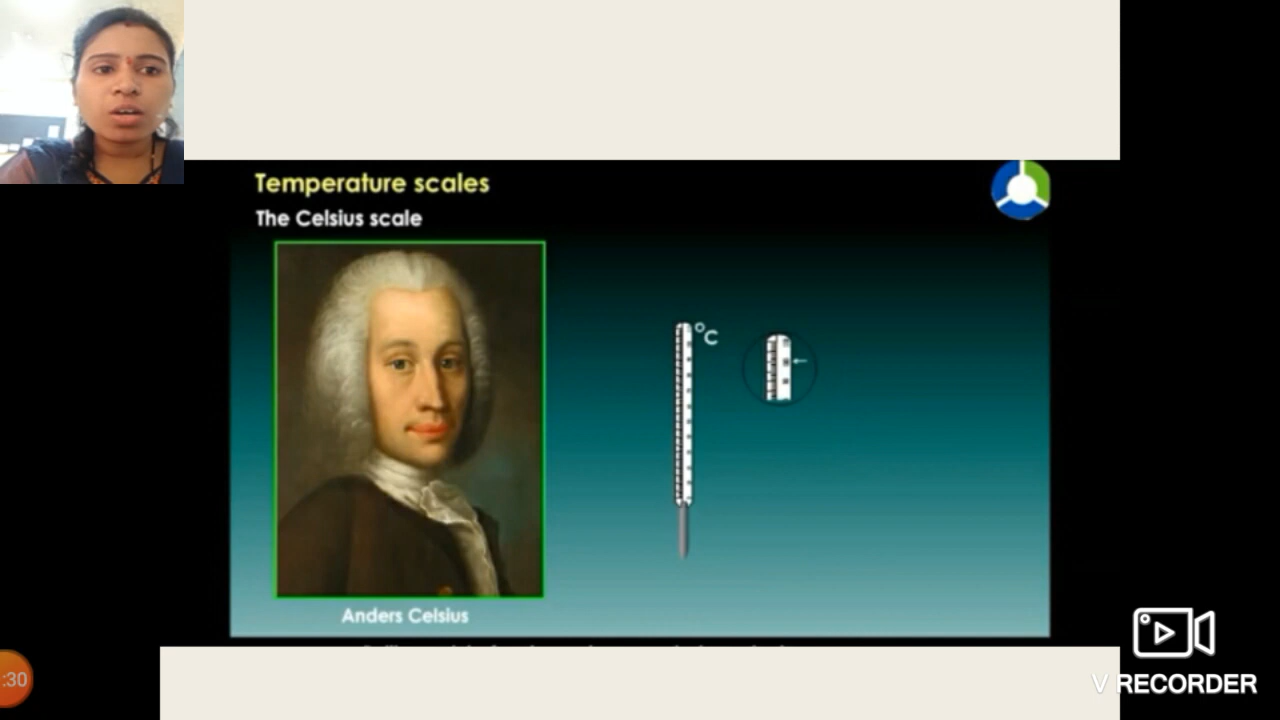 Temperature scales
The Celsius scale
°C
Anders Celsius
:30
V RECORDER